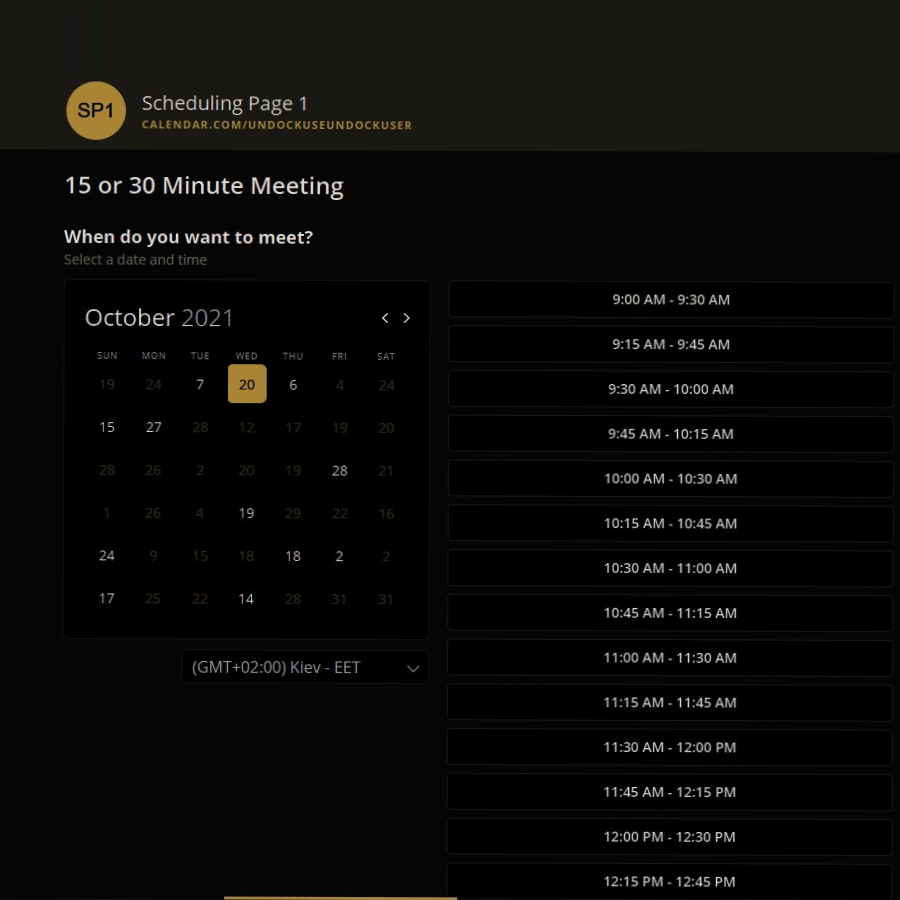 SP1
Scheduling Page 1
CALENDAR.COM/UNDOCKUSEUNDOCKUSER
15 or 30 Minute Meeting
When do you want to meet?
Select a date and time
October 2021
< >
SUN MON TUE WED THU FRI SAT
19 24 7 20 6 4 24
15 27 28 12 17 19 20
28 26 2 20 19 28 21
1 26 4 19 29 22 16
24 9 15 18 18 2 2
17 25 22 14 28 31 31
(GMT+02:00) Kiev - EET
9:00 AM - 9:30 AM
9:15 AM - 9:45 AM
9:30 AM - 10:00 AM
9:45 AM - 10:15 AM
10:00 AM - 10:30 AM
10:15 AM - 10:45 AM
10:30 AM - 11:00 AM
10:45 AM - 11:15 AM
11:00 AM - 11:30 AM
11:15 AM - 11:45 AM
11:30 AM - 12:00 PM
11:45 AM - 12:15 PM
12:00 PM - 12:30 PM
12:15 PM - 12:45 PM